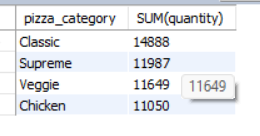 pizza_category SUM(quantity)
Classic 14888
Supreme 11987
Veggie 11649 11649
Chicken 11050